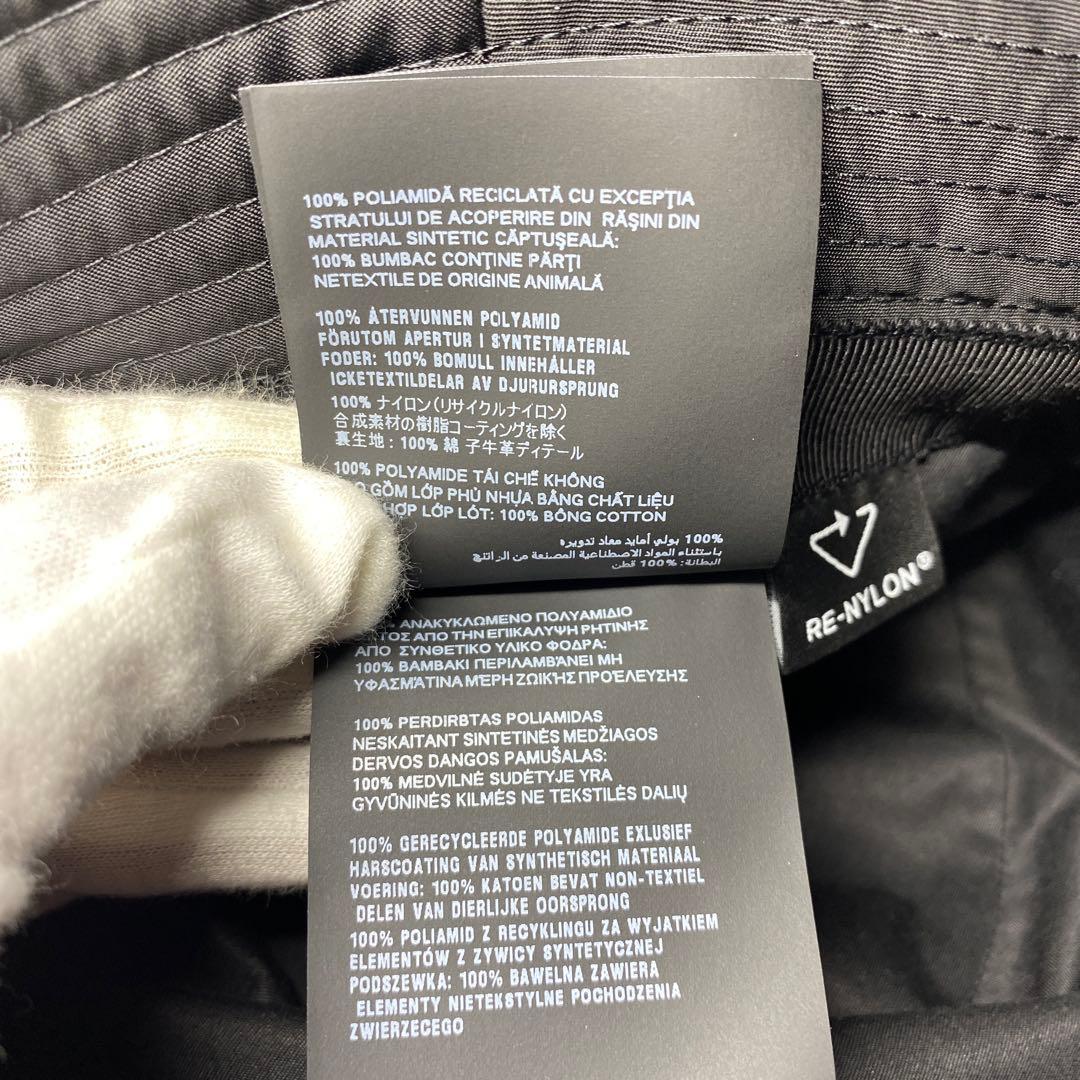 100% POLIAMIDĂ RECICLATĂ CU EXCEPȚIA
STRATULUI DE ACOPERIRE DIN RĂȘINI DIN
MATERIAL SINTETIC CĂPTUȘEALĂ:
100% BUMBAC CONȚINE PĂRȚI
NETEXTILE DE ORIGINE ANIMALĂ
100% ÅTERVUNNEN POLYAMID
FÖRUTOM APERTUR I SYNTETMATERIAL
FODER: 100% BOMULL INNEHÅLLER
ICKETEXTILDELAR AV DJURURSPRUNG
100% ナイロン(リサイクルナイロン)
合成素材の樹脂コーティングを除く
裏生地: 100% 綿 子牛革ディテール
100% POLYAMIDE TÁI CHẾ KHÔNG
GỒM LỚP PHỦ NHỰA BẰNG CHẤT LIỆU
HỢP LỚP LÓT: 100% BÔNG COTTON
100% بولي أمايد معاد تدويره
باستثناء المواد الاصطناعية المصنعة من الراتنج
البطانة: 100% قطن
RE-NYLON®
ΑΝΑΚΥΚΛΩΜΕΝΟ ΠΟΛΥΑΜΙΔΙΟ
ΑΠΟ ΤΗΝ ΕΠΙΚΑΛΥΨΗ ΡΗΤΙΝΗΣ
ΑΠΌ ΣΥΝΘΕΤΙΚΟ ΥΛΙΚΟ ΦΟΔΡΑ:
100% ΒΑΜΒΑΚΙ ΠΕΡΙΛΑΜΒΆΝΕΙ ΜΗ
ΥΦΑΣΜΆΤΙΝΑ ΜΈΡΗ ΖΩΙΚΉΣ ΠΡΟΈΛΕΥΣΗΣ
100% PERDIRBTAS POLIAMIDAS
NESKAITANT SINTETINĖS MEDŽIAGOS
DERVOS DANGOS PAMUŠALAS:
100% MEDVILNĖ SUDĖTYJE YRA
GYVŪNINĖS KILMĖS NE TEKSTILĖS DALIŲ
100% GERECYCLEERDE POLYAMIDE EXLUSIEF
HARSCOATING VAN SYNTHETISCH MATERIAAL
VOERING: 100% KATOEN BEVAT NON-TEXTIEL
DELEN VAN DIERLIJKE OORSPRONG
100% POLIAMID Z RECYKLINGU ZA WYJATKIEM
ELEMENTÓW Z ZYWICY SYNTETYCZNEJ
PODSZEWKA: 100% BAWELNA ZAWIERA
ELEMENTY NIETEKSTYLNE POCHODZENIA
ZWIERZECEGO